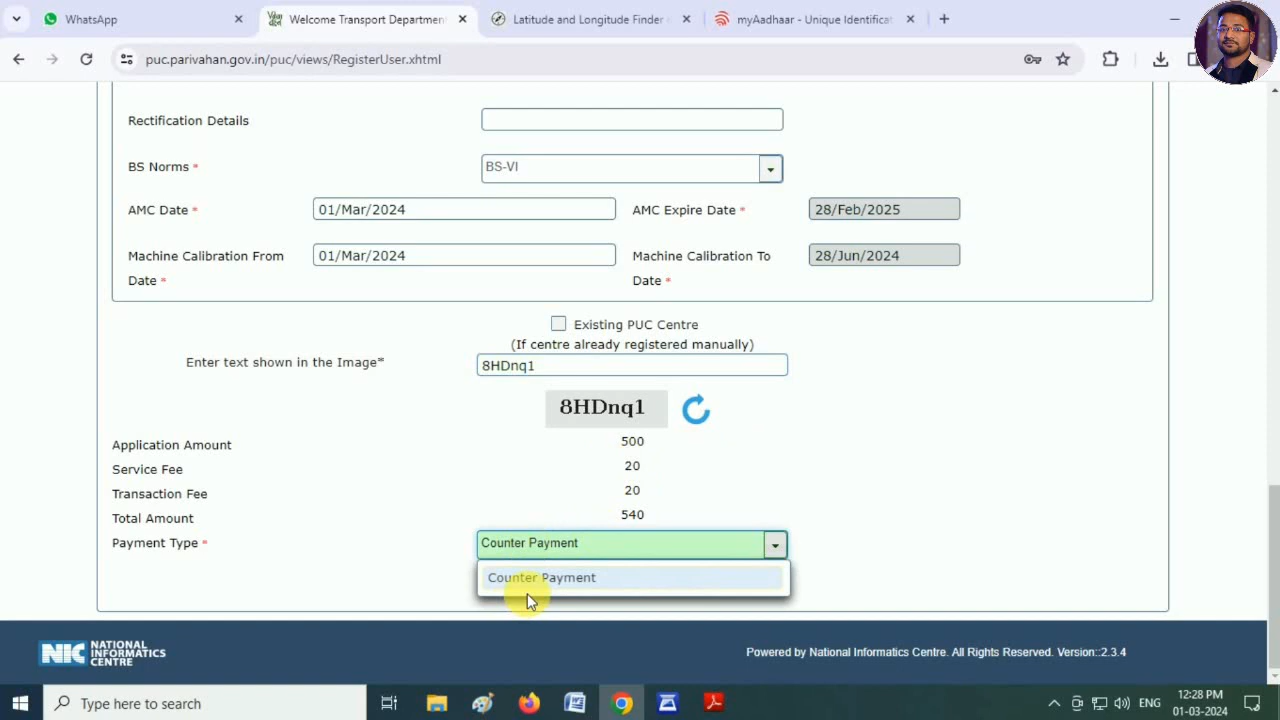 WhatsApp
Welcome Transport Departmen
Latitude and Longitude Finder
myAadhaar - Unique Identificat
puc.parivahan.gov.in/puc/views/RegisterUser.xhtml
Rectification Details
BS Norms * BS-VI
AMC Date * 01/Mar/2024 AMC Expire Date * 28/Feb/2025
Machine Calibration From Date * 01/Mar/2024 Machine Calibration To Date * 28/Jun/2024
Existing PUC Centre
(If centre already registered manually)
Enter text shown in the Image* 8HDnq1
8HDnq1
Application Amount 500
Service Fee 20
Transaction Fee 20
Total Amount 540
Payment Type * Counter Payment
Counter Payment
NIC NATIONAL INFORMATICS CENTRE
Powered by National Informatics Centre. All Rights Reserved. Version::2.3.4
Type here to search
ENG
12:28 PM
01-03-2024